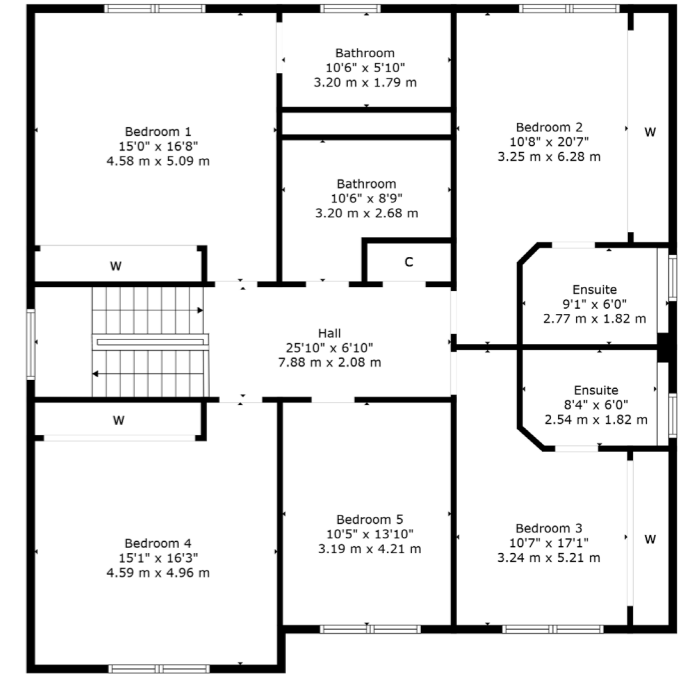 Bathroom
10'6" x 5'10"
3.20 m x 1.79 m
Bedroom 1
15'0" x 16'8"
4.58 m x 5.09 m
Bedroom 2
10'8" x 20'7"
3.25 m x 6.28 m
W
Bathroom
10'6" x 8'9"
3.20 m x 2.68 m
W
C
Ensuite
9'1" x 6'0"
2.77 m x 1.82 m
Hall
25'10" x 6'10"
7.88 m x 2.08 m
Ensuite
8'4" x 6'0"
2.54 m x 1.82 m
W
Bedroom 4
15'1" x 16'3"
4.59 m x 4.96 m
Bedroom 5
10'5" x 13'10"
3.19 m x 4.21 m
Bedroom 3
10'7" x 17'1"
3.24 m x 5.21 m
W